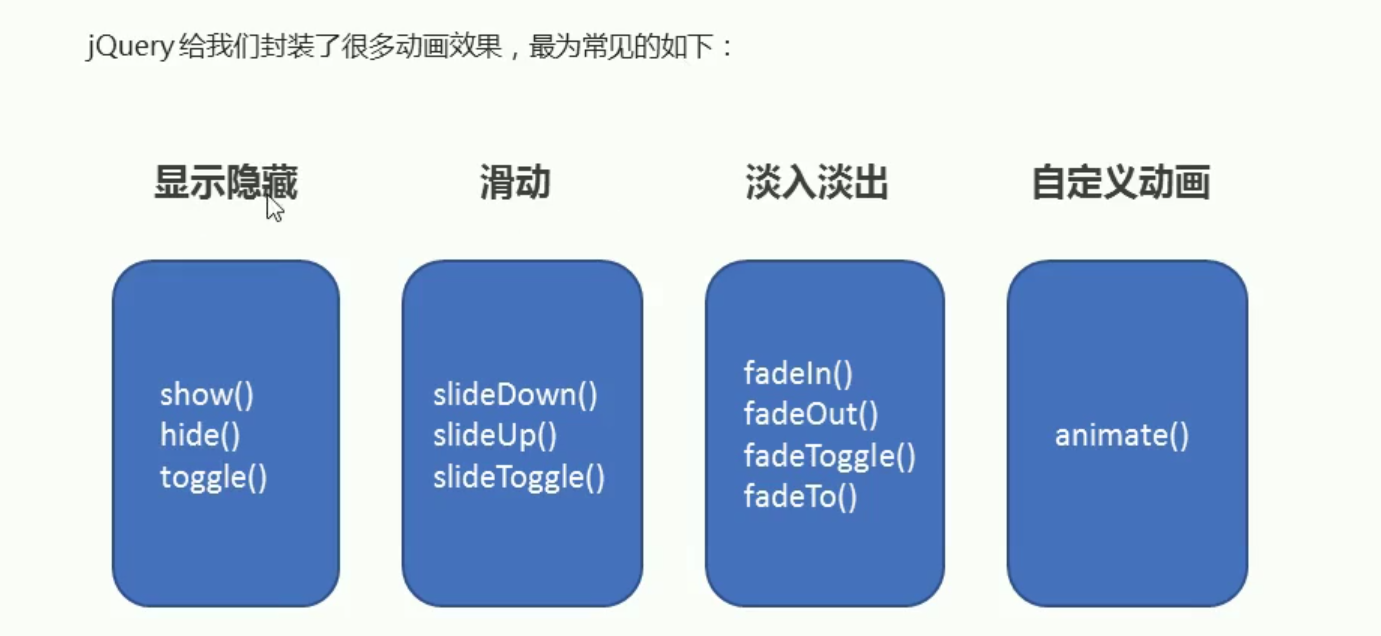 jQuery 给我们封装了很多动画效果，最为常见的如下：
显示隐藏
滑动
淡入淡出
自定义动画
show()
hide()
toggle()
slideDown()
slideUp()
slideToggle()
fadeIn()
fadeOut()
fadeToggle()
fadeTo()
animate()